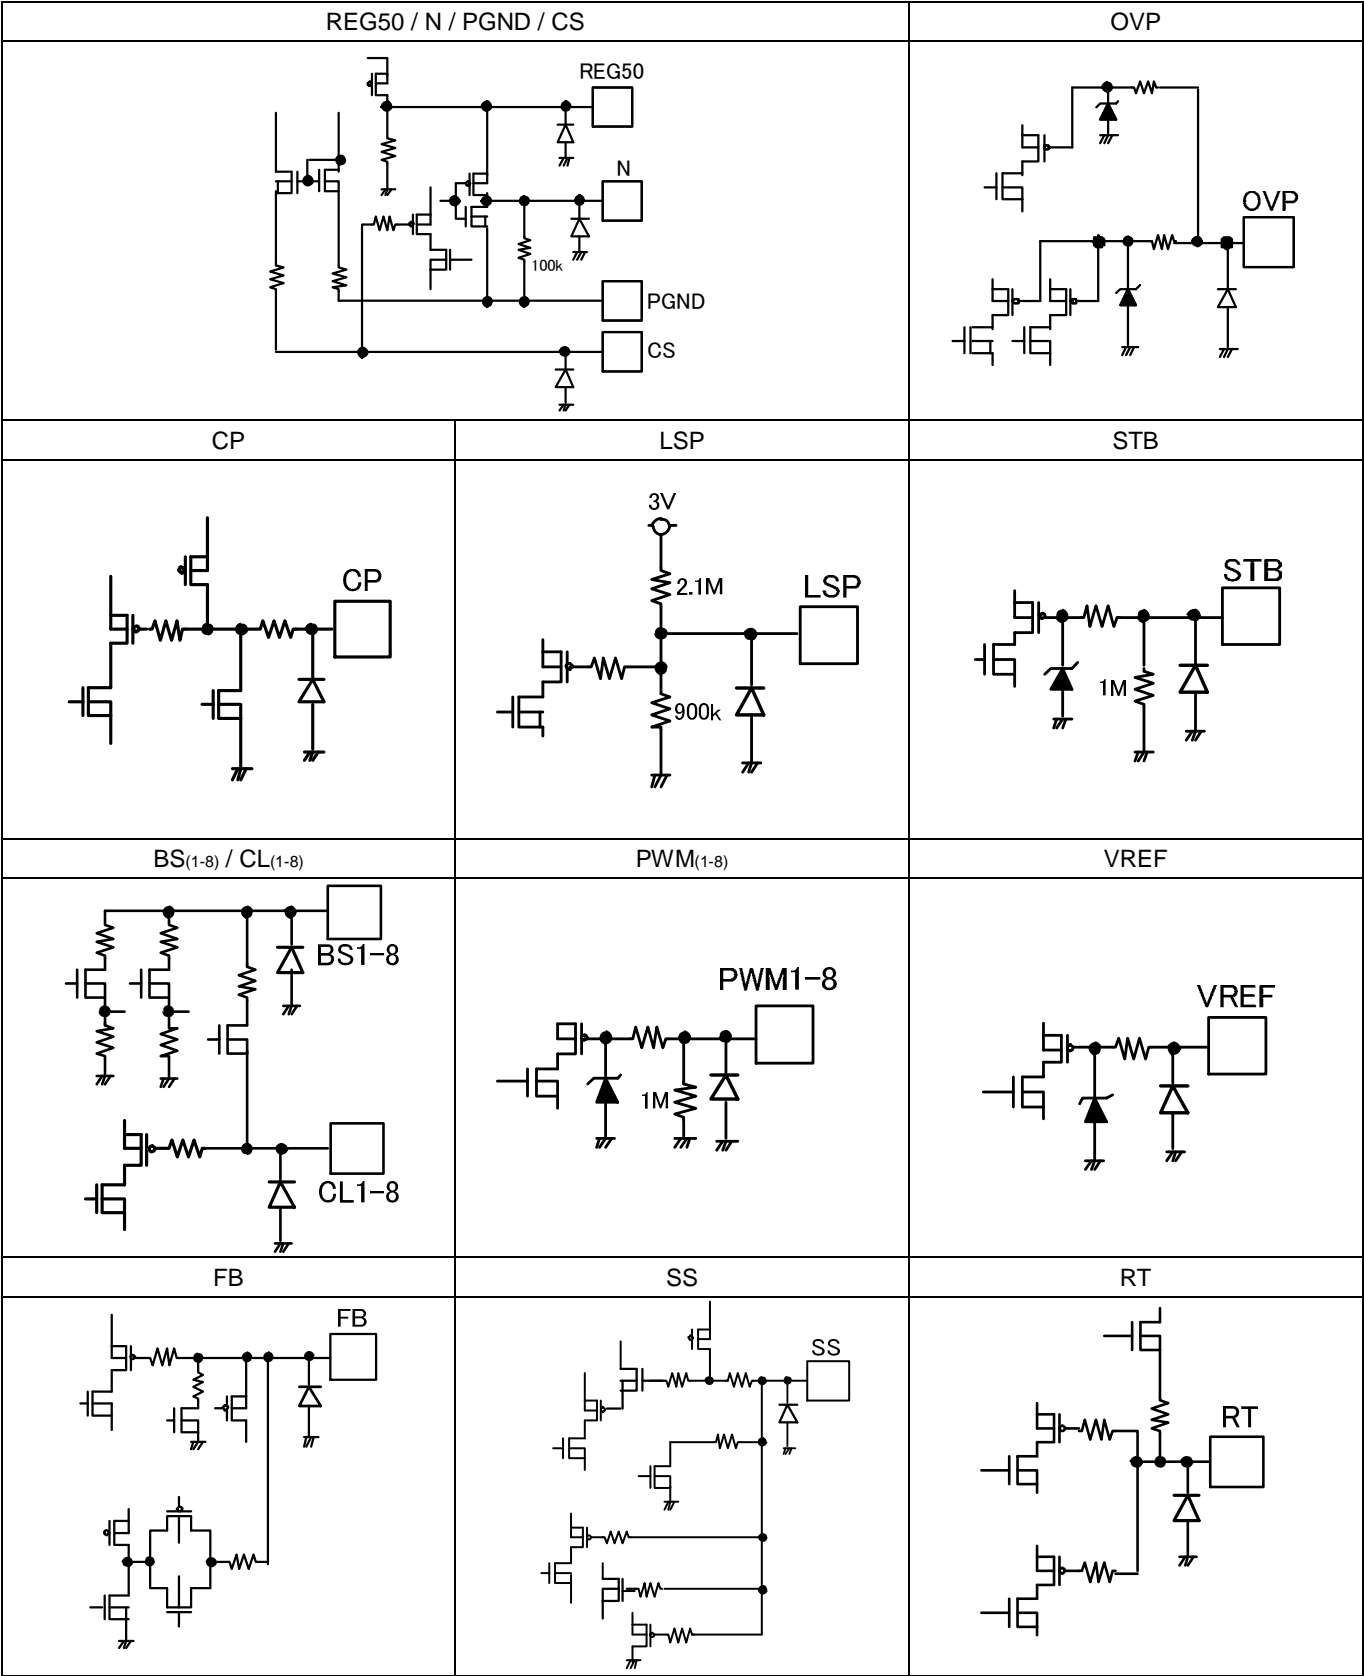 REG50 / N / PGND / CS
OVP
REG50
N
100k
PGND
CS
OVP
CP
LSP
STB
CP
3V
2.1M
LSP
900k
STB
1M
BS(1-8) / CL(1-8)
PWM(1-8)
VREF
BS1-8
CL1-8
PWM1-8
1M
VREF
FB
SS
RT
FB
SS
RT